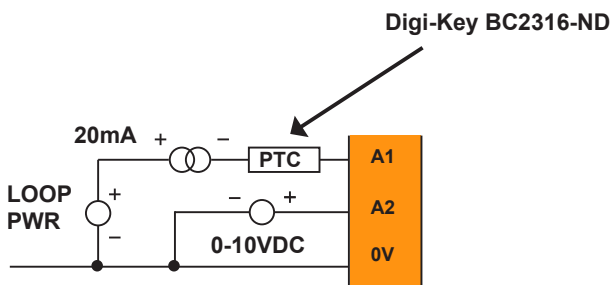 Digi-Key BC2316-ND
20mA + −
PTC
A1
LOOP
PWR
+
−
− +
A2
0-10VDC
0V